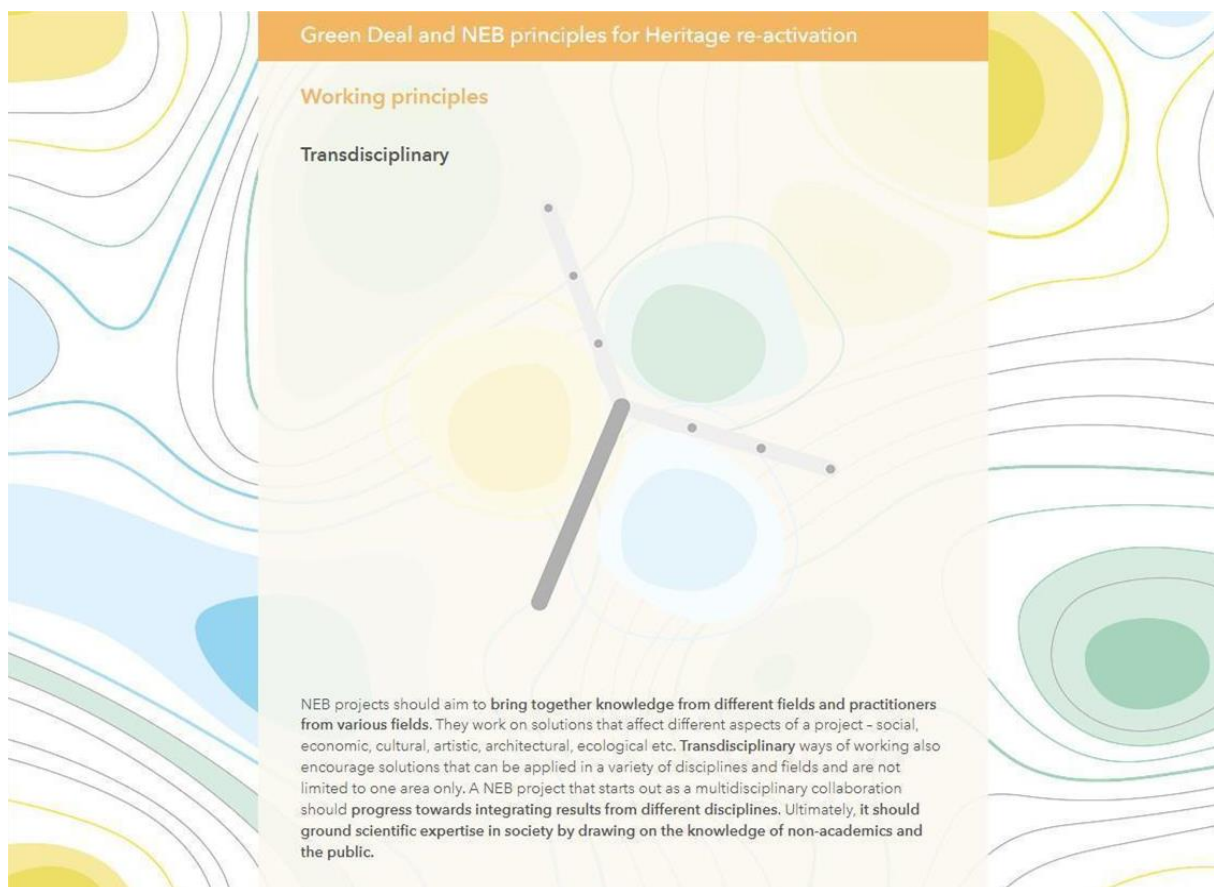 Green Deal and NEB principles for Heritage re-activation
Working principles
Transdisciplinary
NEB projects should aim to bring together knowledge from different fields and practitioners
from various fields. They work on solutions that affect different aspects of a project – social,
economic, cultural, artistic, architectural, ecological etc. Transdisciplinary ways of working also
encourage solutions that can be applied in a variety of disciplines and fields and are not
limited to one area only. A NEB project that starts out as a multidisciplinary collaboration
should progress towards integrating results from different disciplines. Ultimately, it should
ground scientific expertise in society by drawing on the knowledge of non-academics and
the public.